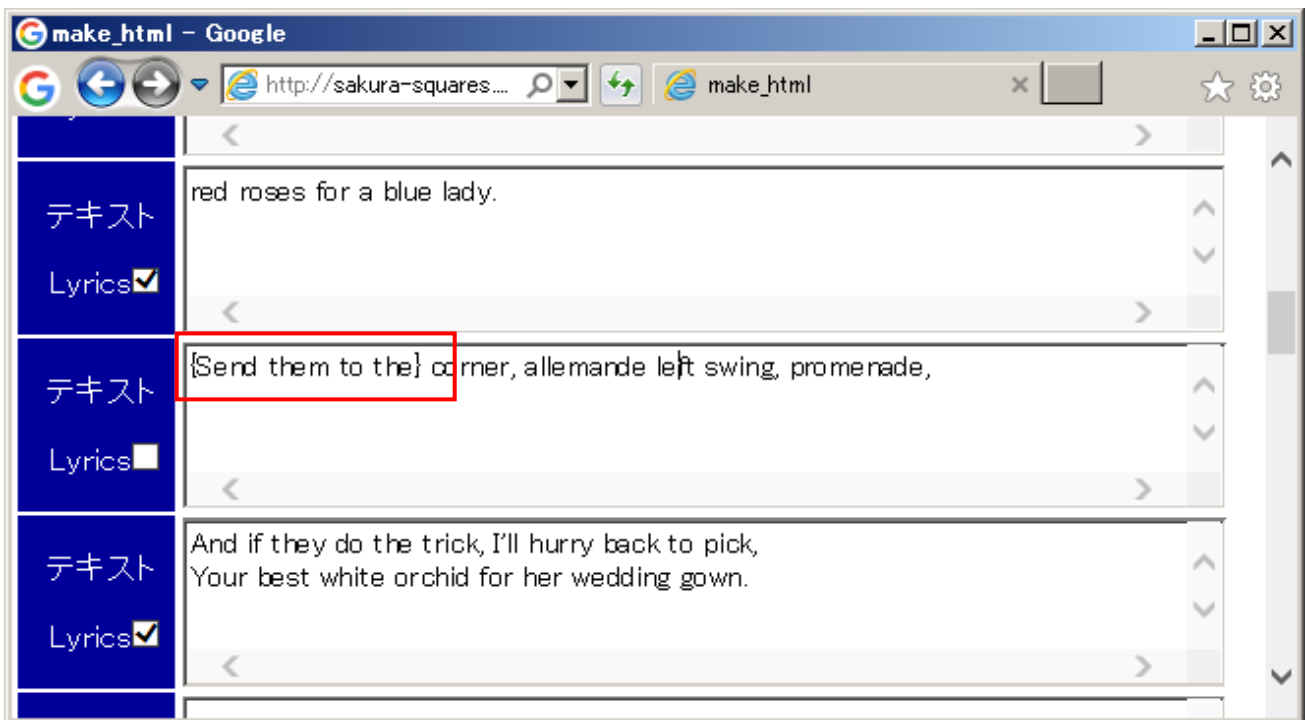 make_html - Google
http://sakura-squares....
make_html
red roses for a blue lady.
テキスト
Lyrics
{Send them to the} corner, allemande left swing, promenade,
テキスト
Lyrics
And if they do the trick, I'll hurry back to pick,
Your best white orchid for her wedding gown.
テキスト
Lyrics